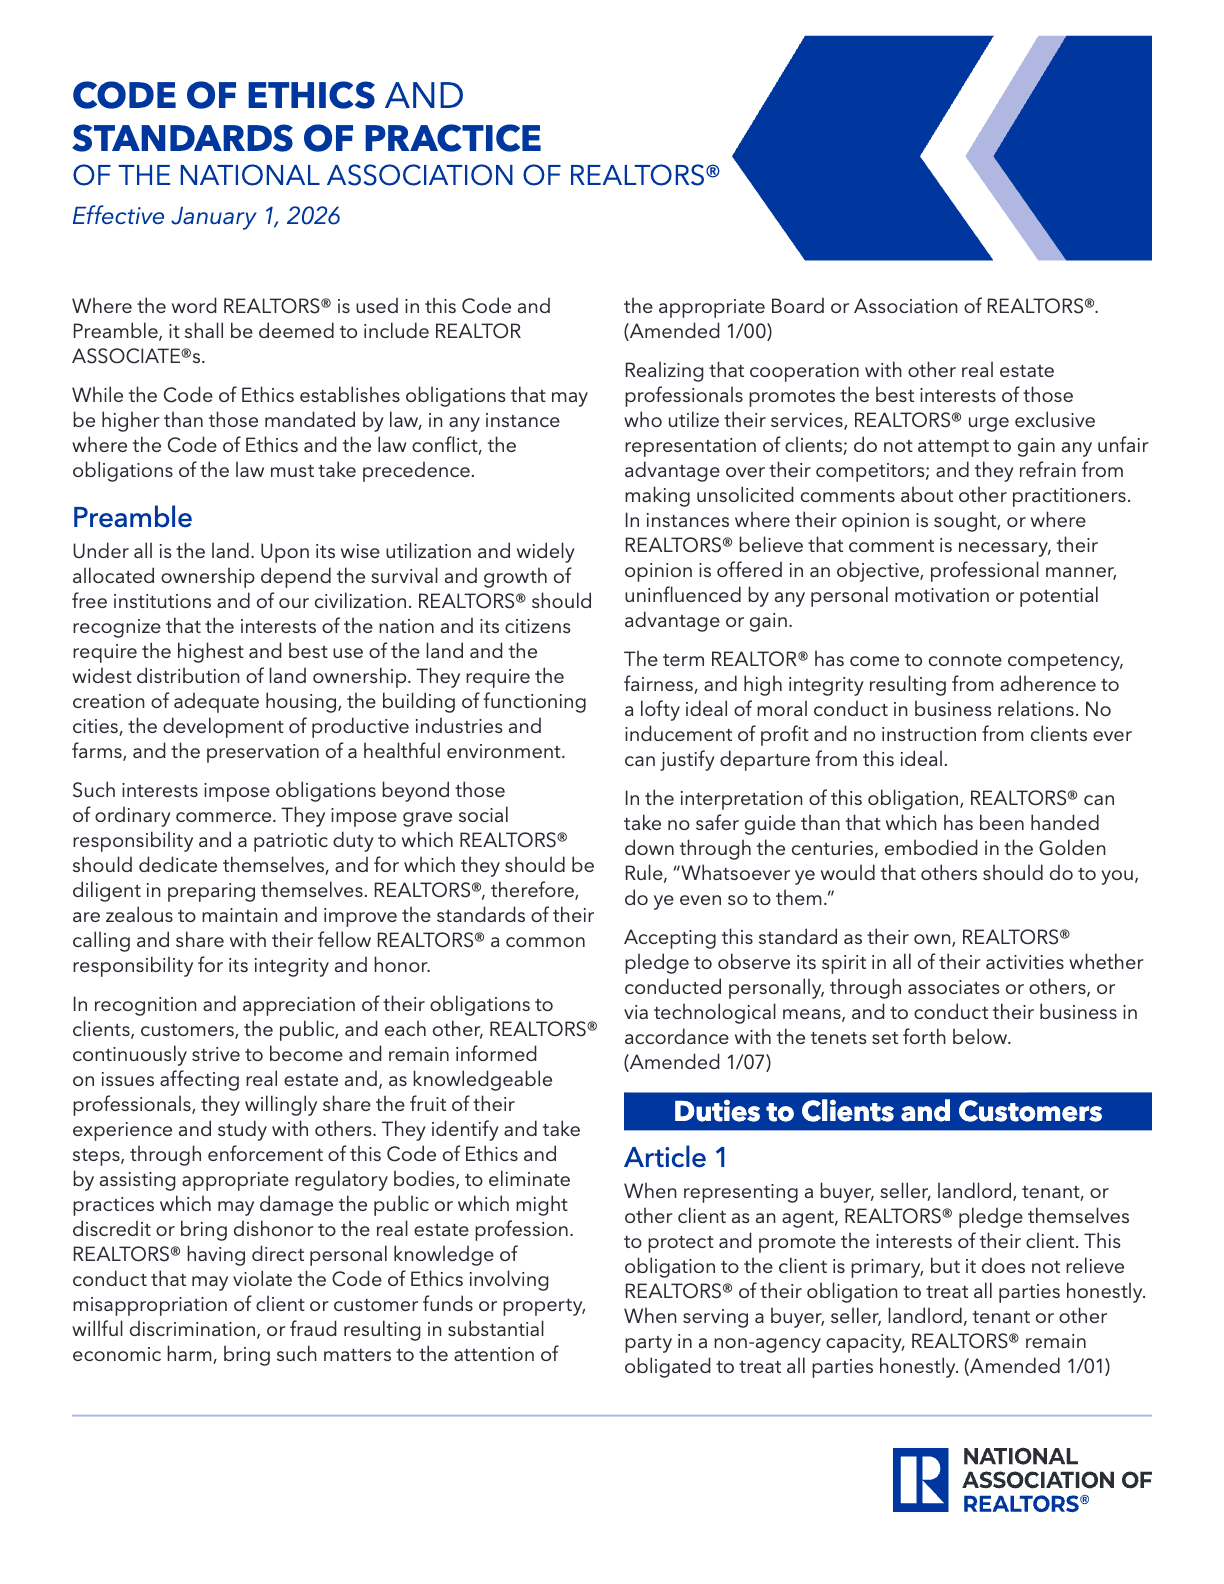 CODE OF ETHICS AND
STANDARDS OF PRACTICE
OF THE NATIONAL ASSOCIATION OF REALTORS®
Effective January 1, 2026
Where the word REALTORS® is used in this Code and
Preamble, it shall be deemed to include REALTOR
ASSOCIATE®s.
While the Code of Ethics establishes obligations that may
be higher than those mandated by law, in any instance
where the Code of Ethics and the law conflict, the
obligations of the law must take precedence.
Preamble
Under all is the land. Upon its wise utilization and widely
allocated ownership depend the survival and growth of
free institutions and of our civilization. REALTORS® should
recognize that the interests of the nation and its citizens
require the highest and best use of the land and the
widest distribution of land ownership. They require the
creation of adequate housing, the building of functioning
cities, the development of productive industries and
farms, and the preservation of a healthful environment.
Such interests impose obligations beyond those
of ordinary commerce. They impose grave social
responsibility and a patriotic duty to which REALTORS®
should dedicate themselves, and for which they should be
diligent in preparing themselves. REALTORS®, therefore,
are zealous to maintain and improve the standards of their
calling and share with their fellow REALTORS® a common
responsibility for its integrity and honor.
In recognition and appreciation of their obligations to
clients, customers, the public, and each other, REALTORS®
continuously strive to become and remain informed
on issues affecting real estate and, as knowledgeable
professionals, they willingly share the fruit of their
experience and study with others. They identify and take
steps, through enforcement of this Code of Ethics and
by assisting appropriate regulatory bodies, to eliminate
practices which may damage the public or which might
discredit or bring dishonor to the real estate profession.
REALTORS® having direct personal knowledge of
conduct that may violate the Code of Ethics involving
misappropriation of client or customer funds or property,
willful discrimination, or fraud resulting in substantial
economic harm, bring such matters to the attention of
the appropriate Board or Association of REALTORS®.
(Amended 1/00)
Realizing that cooperation with other real estate
professionals promotes the best interests of those
who utilize their services, REALTORS® urge exclusive
representation of clients; do not attempt to gain any unfair
advantage over their competitors; and they refrain from
making unsolicited comments about other practitioners.
In instances where their opinion is sought, or where
REALTORS® believe that comment is necessary, their
opinion is offered in an objective, professional manner,
uninfluenced by any personal motivation or potential
advantage or gain.
The term REALTOR® has come to connote competency,
fairness, and high integrity resulting from adherence to
a lofty ideal of moral conduct in business relations. No
inducement of profit and no instruction from clients ever
can justify departure from this ideal.
In the interpretation of this obligation, REALTORS® can
take no safer guide than that which has been handed
down through the centuries, embodied in the Golden
Rule, “Whatsoever ye would that others should do to you,
do ye even so to them.”
Accepting this standard as their own, REALTORS®
pledge to observe its spirit in all of their activities whether
conducted personally, through associates or others, or
via technological means, and to conduct their business in
accordance with the tenets set forth below.
(Amended 1/07)
Duties to Clients and Customers
Article 1
When representing a buyer, seller, landlord, tenant, or
other client as an agent, REALTORS® pledge themselves
to protect and promote the interests of their client. This
obligation to the client is primary, but it does not relieve
REALTORS® of their obligation to treat all parties honestly.
When serving a buyer, seller, landlord, tenant or other
party in a non-agency capacity, REALTORS® remain
obligated to treat all parties honestly. (Amended 1/01)
R
NATIONAL
ASSOCIATION OF
REALTORS®